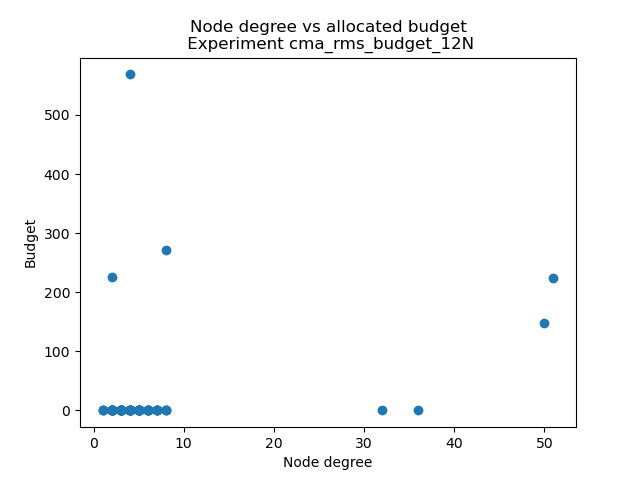 Node degree vs allocated budget
Experiment cma_rms_budget_12N
Budget
500
400
300
200
100
0
0 10 20 30 40 50
Node degree